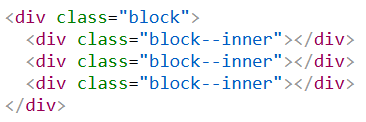 <div class="block">
  <div class="block--inner"></div>
  <div class="block--inner"></div>
  <div class="block--inner"></div>
</div>